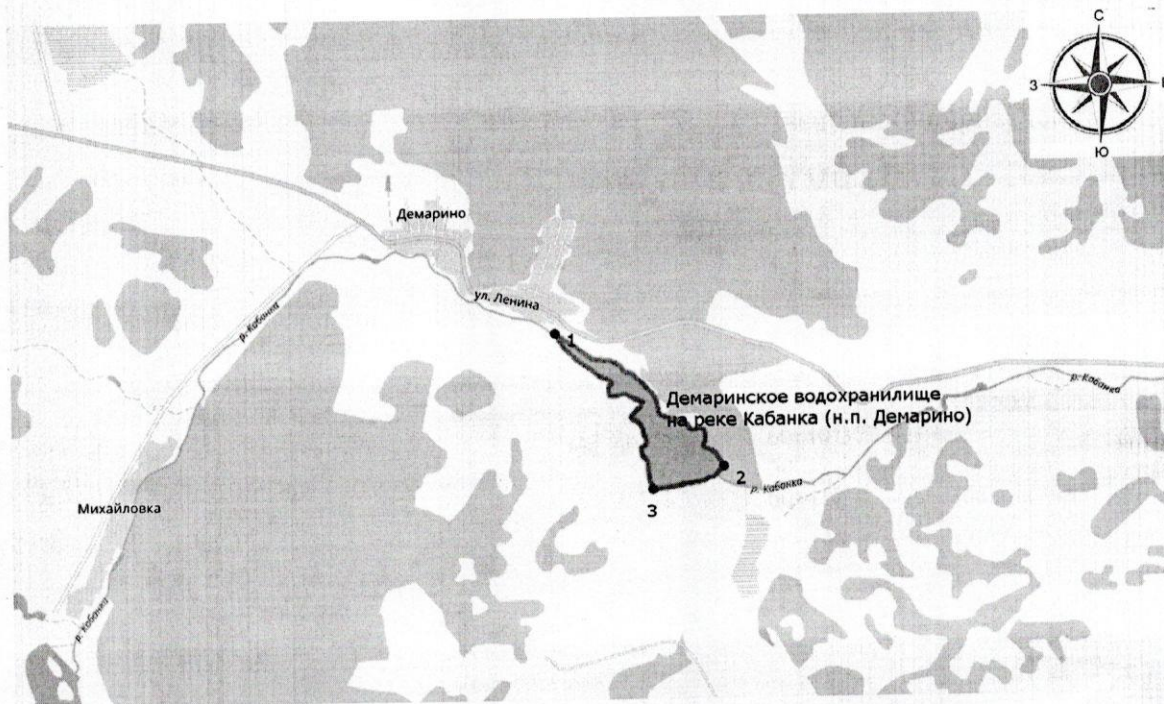 С
З
В
Ю
Демарино
ул. Ленина
1
р. Кабанка
р. Кабанка
Демаринское водохранилище
на реке Кабанка (н.п. Демарино)
2
р. Кабанка
3
Михайловка
р. Кабанка